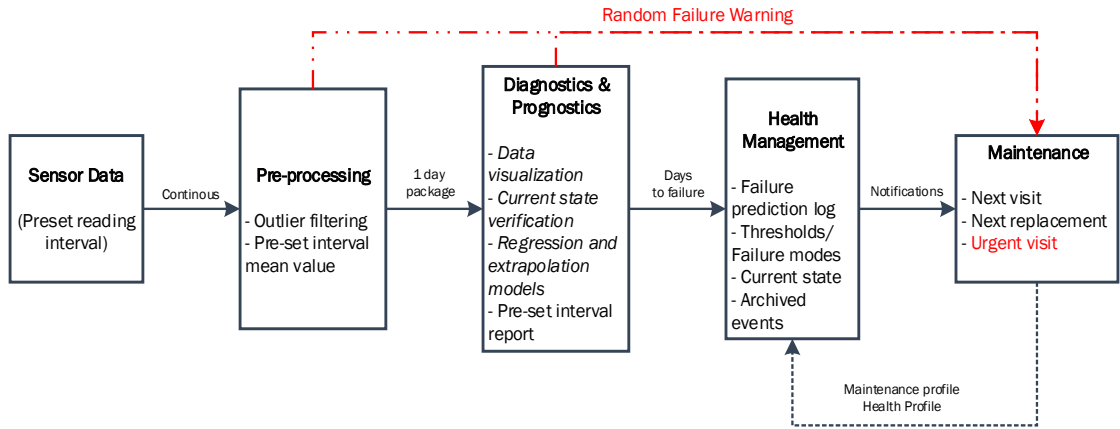 Random Failure Warning
Sensor Data
(Preset reading
interval)
Continous
Pre-processing
- Outlier filtering
- Pre-set interval
mean value
1 day
package
Diagnostics &
Prognostics
- Data
visualization
- Current state
verification
- Regression and
extrapolation
models
- Pre-set interval
report
Days
to failure
Health
Management
- Failure
prediction log
- Thresholds/
Failure modes
- Current state
- Archived
events
Notifications
Maintenance
- Next visit
- Next replacement
- Urgent visit
Maintenance profile
Health Profile